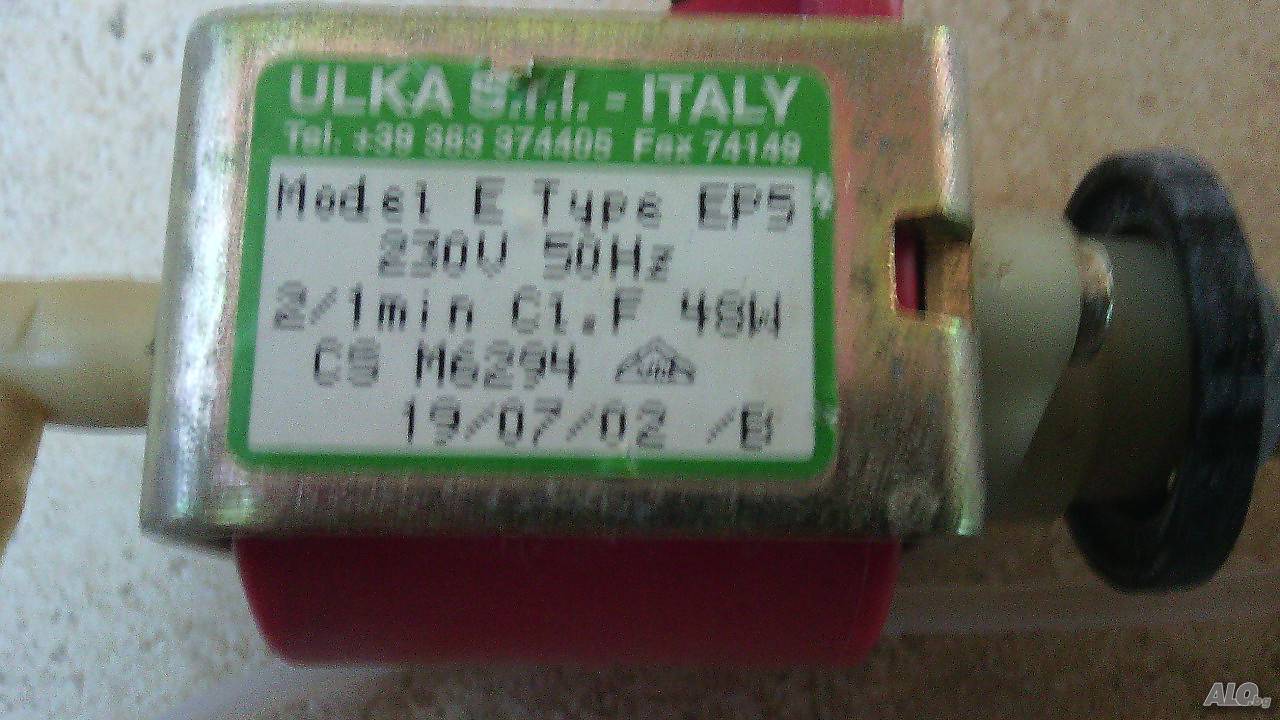 ULKA S.r.l. - ITALY
Tel. +39 383 374405 Fax 74149
Model E Type EP5
230V 50Hz
2/1min Cl.F 48W
CS M6294
19/07/02 /B
ALO.bg